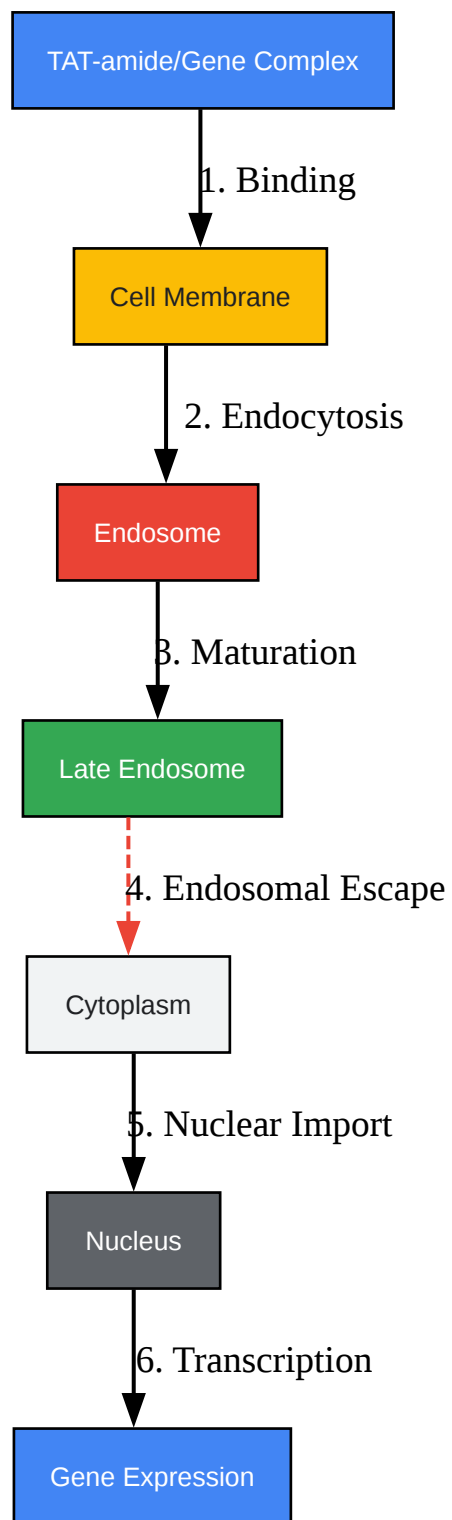 TAT-amide/Gene Complex
1. Binding
Cell Membrane
2. Endocytosis
Endosome
3. Maturation
Late Endosome
4. Endosomal Escape
Cytoplasm
5. Nuclear Import
Nucleus
6. Transcription
Gene Expression